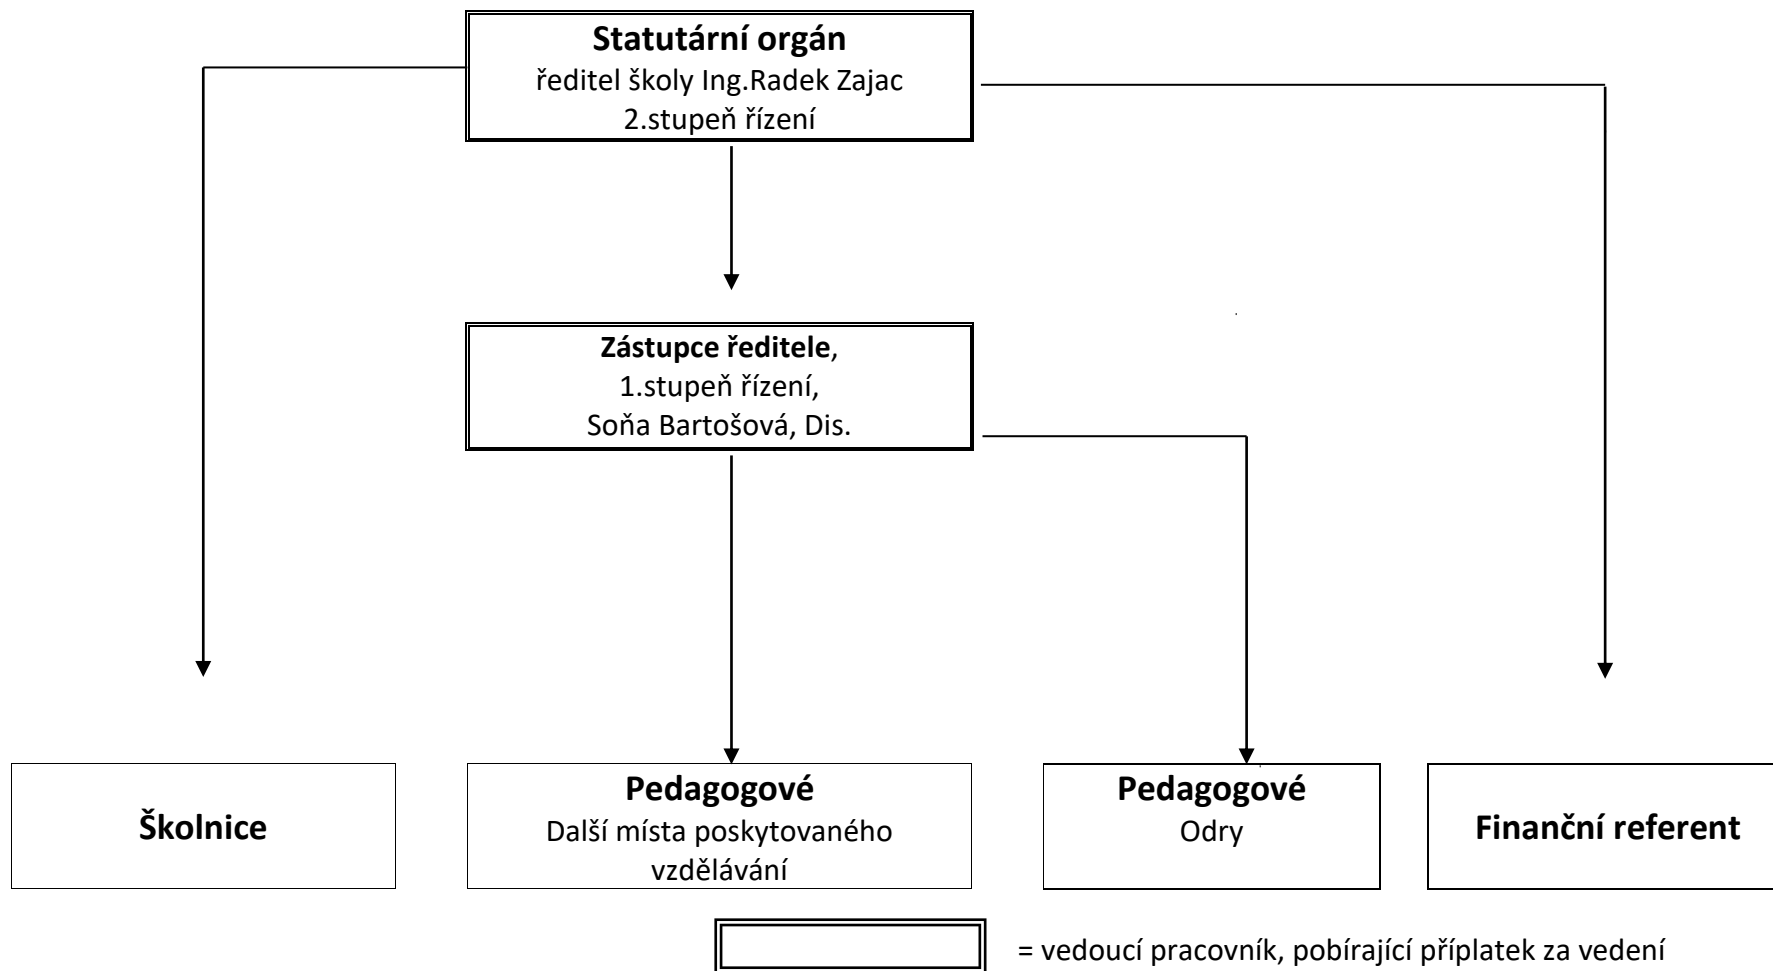 Statutární orgán
ředitel školy Ing.Radek Zajac
2.stupeň řízení
Zástupce ředitele,
1.stupeň řízení,
Soňa Bartošová, Dis.
Školnice
Pedagogové
Další místa poskytovaného
vzdělávání
Pedagogové
Odry
Finanční referent
= vedoucí pracovník, pobírající příplatek za vedení